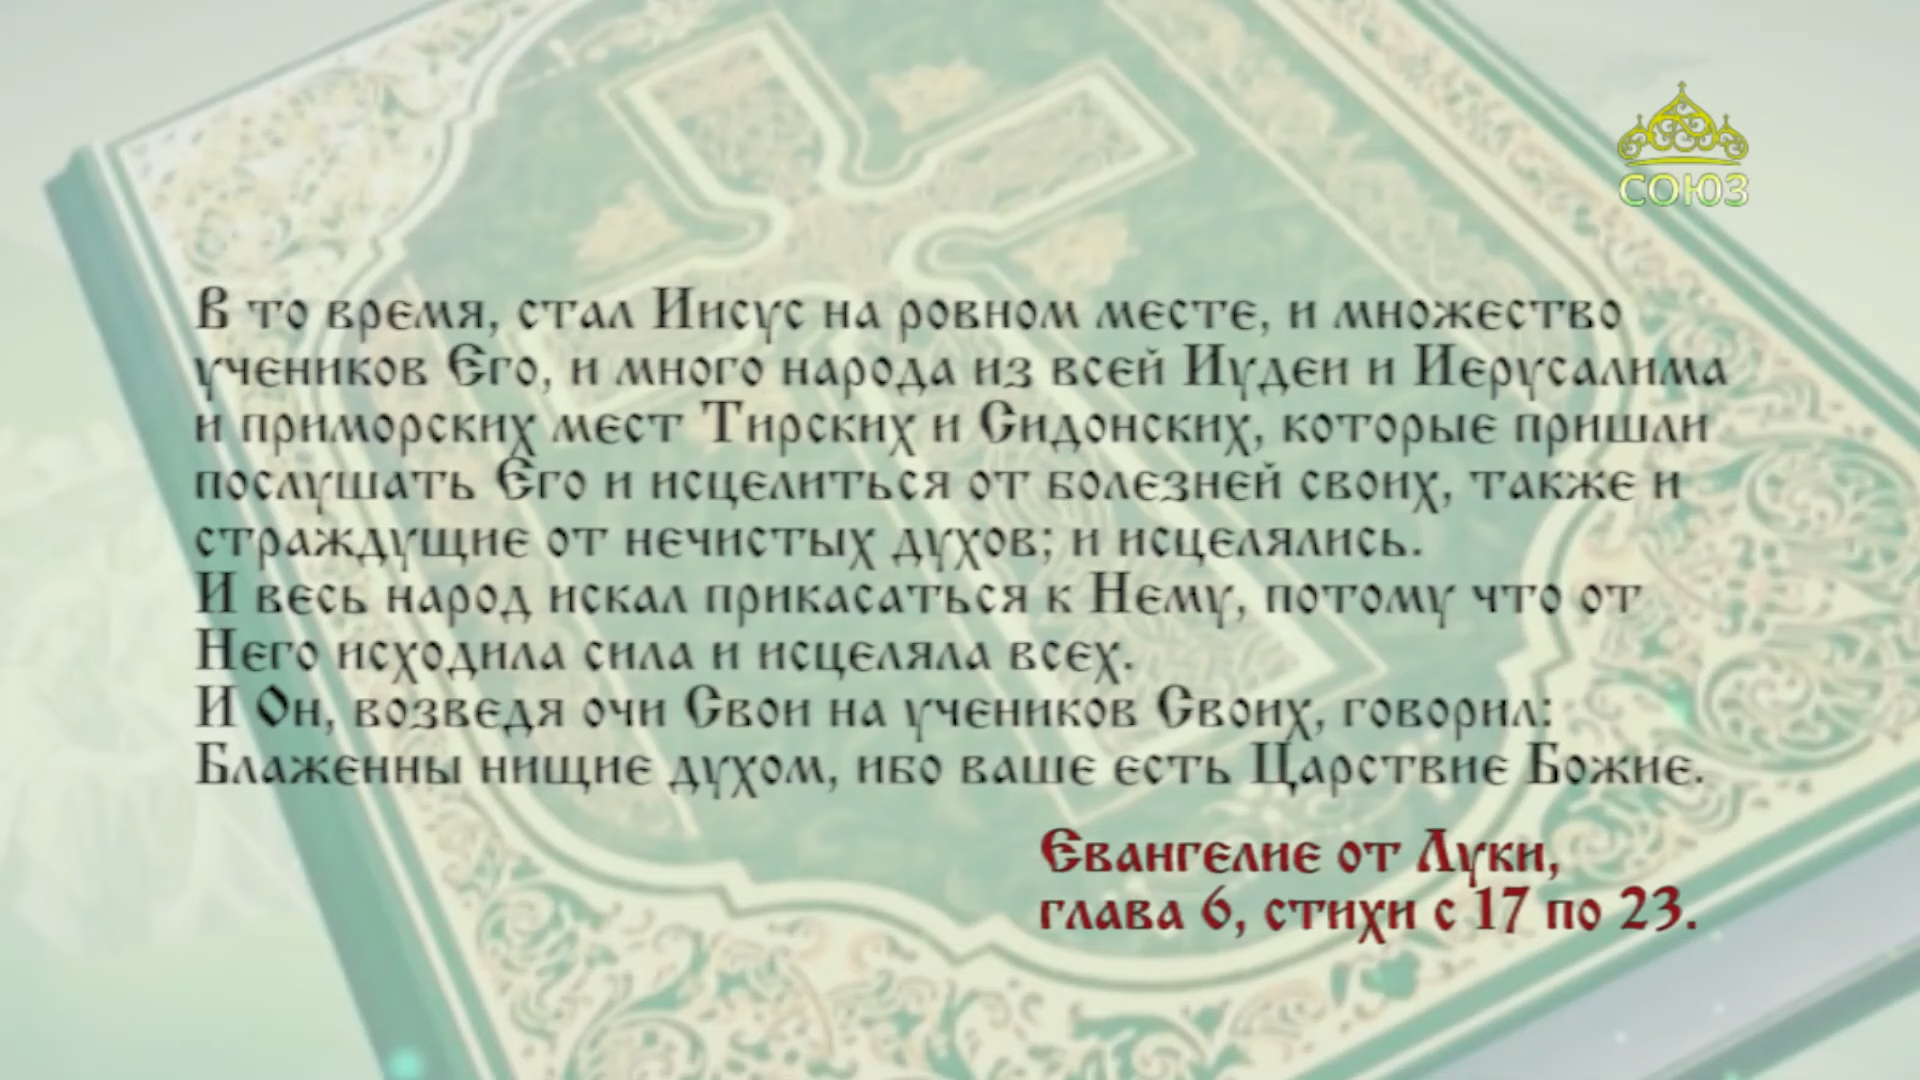 СОЮЗ
В то время, стал Иисус на ровном месте, и множество
учеников Его, и много народа из всей Иудеи и Иерусалима
и приморских мест Тирских и Сидонских, которые пришли
послушать Его и исцелиться от болезней своих, также и
страждущие от нечистых духов; и исцелялись.
И весь народ искал прикасаться к Нему, потому что от
Него исходила сила и исцеляла всех.
И Он, возведя очи Свои на учеников Своих, говорил:
Блаженны нищие духом, ибо ваше есть Царствие Божие.
Евангелие от Луки,
глава 6, стихи с 17 по 23.